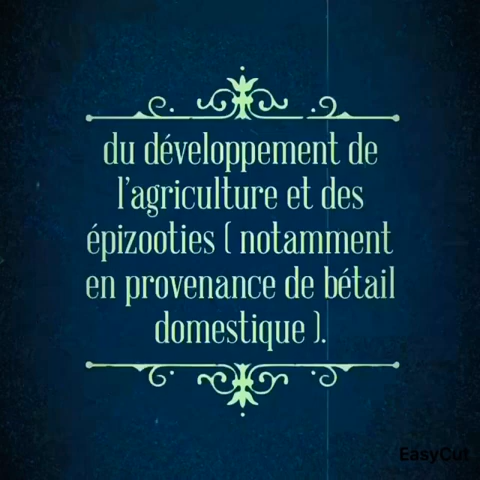 du développement de
l'agriculture et des
épizooties ( notamment
en provenance de bétail
domestique ).
EasyCut